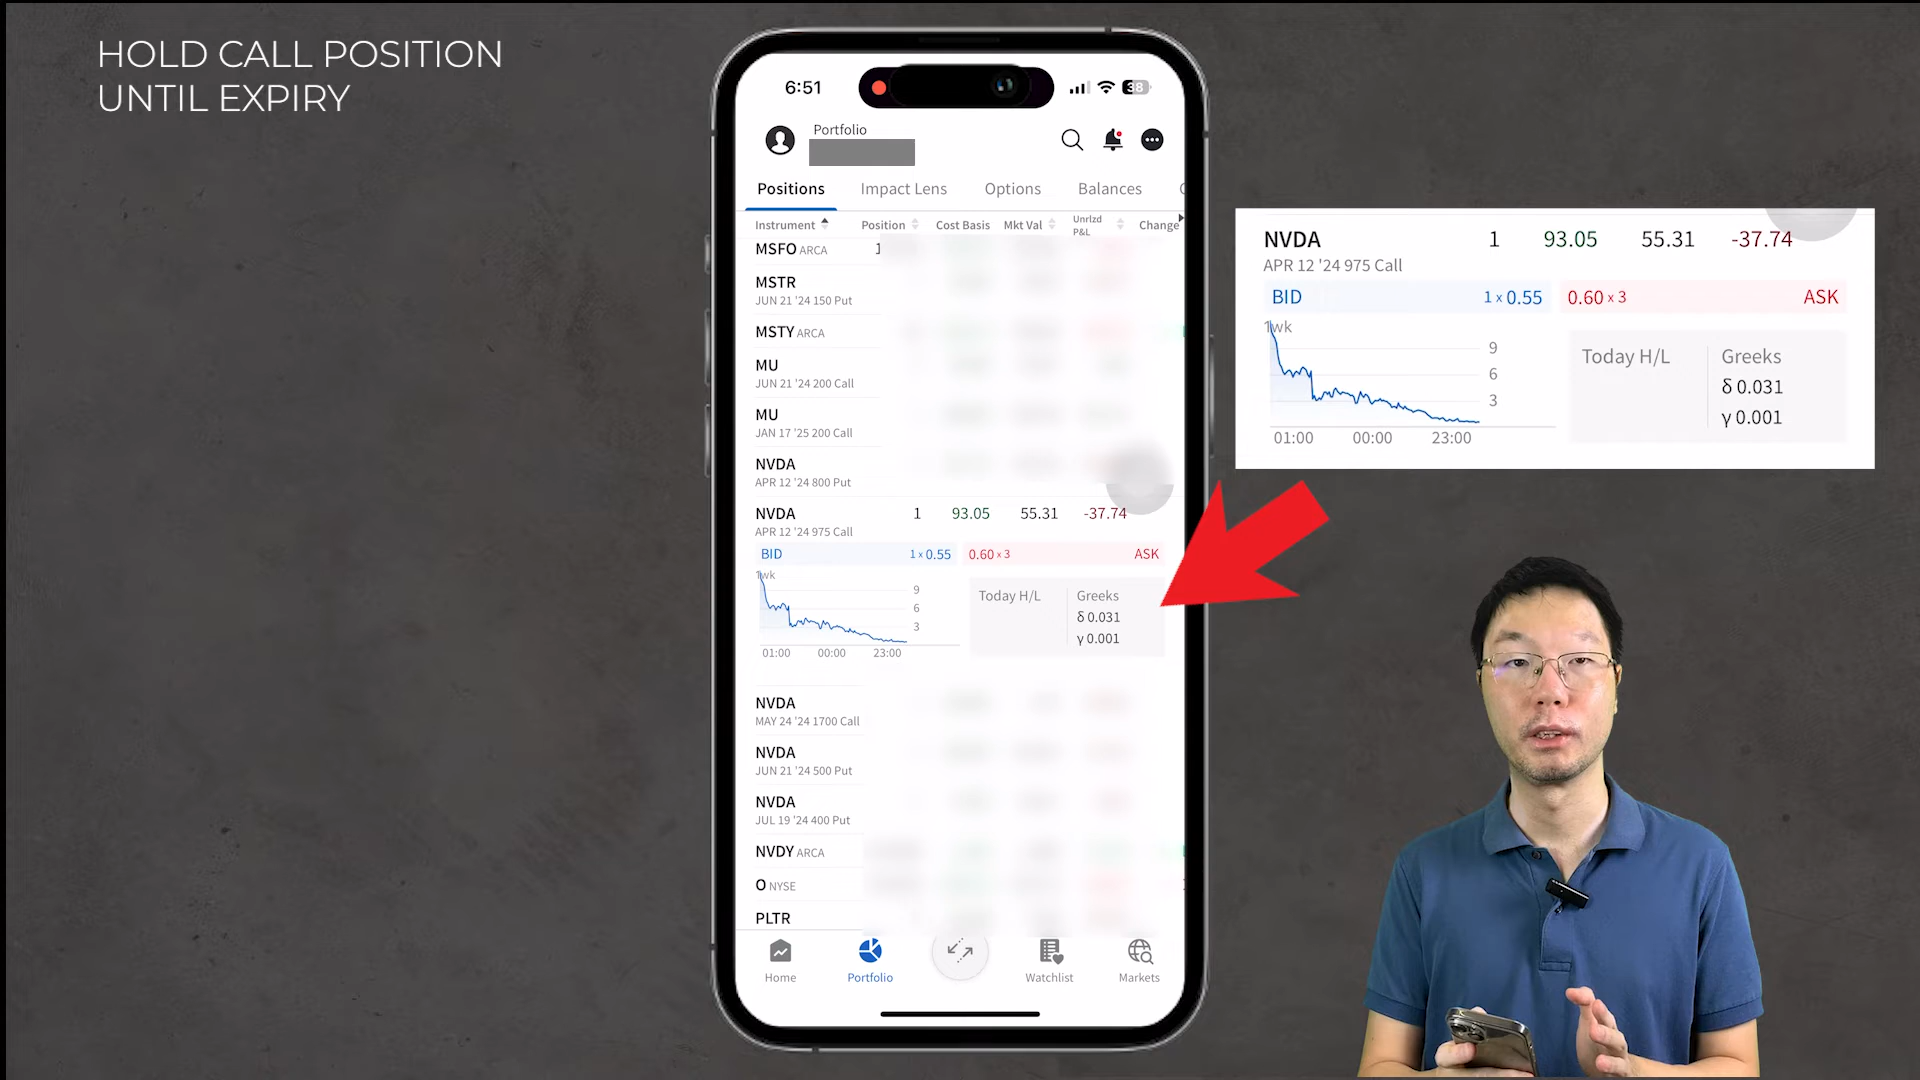 HOLD CALL POSITION
UNTIL EXPIRY
6:51
38
Portfolio
Positions Impact Lens Options Balances
Instrument Position Cost Basis Mkt Val Unrlzd P&L Change
MSFO ARCA 1
MSTR
JUN 21 '24 150 Put
MSTY ARCA
MU
JUN 21 '24 200 Call
MU
JAN 17 '25 200 Call
NVDA
APR 12 '24 800 Put
NVDA 1 93.05 55.31 -37.74
APR 12 '24 975 Call
BID 1 x 0.55 0.60 x 3 ASK
1wk
9
6
3
01:00 00:00 23:00
Today H/L
Greeks
δ 0.031
γ 0.001
NVDA
MAY 24 '24 1700 Call
NVDA
JUN 21 '24 500 Put
NVDA
JUL 19 '24 400 Put
NVDY ARCA
O NYSE
PLTR
Home Portfolio Watchlist Markets
NVDA 1 93.05 55.31 -37.74
APR 12 '24 975 Call
BID 1 x 0.55 0.60 x 3 ASK
1wk
9
6
3
01:00 00:00 23:00
Today H/L
Greeks
δ 0.031
γ 0.001